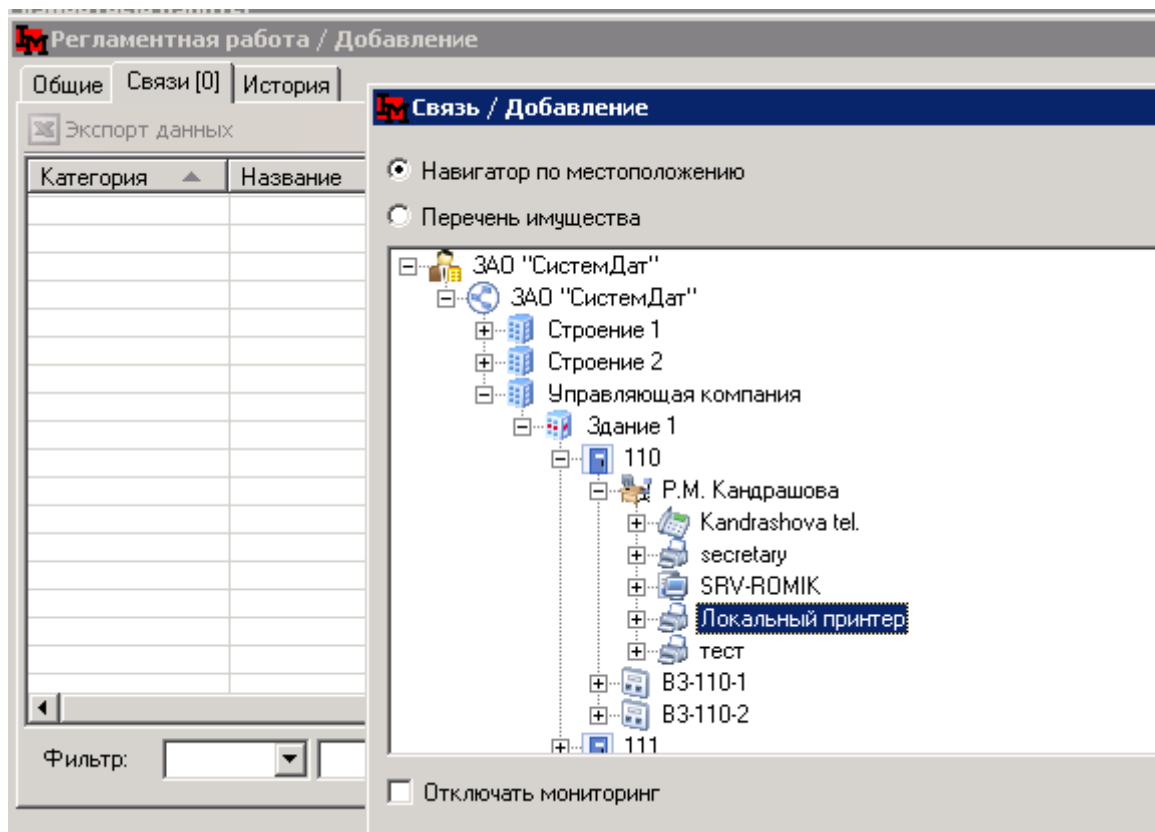 Регламентная работа / Добавление
Общие
Связи [0]
История
Экспорт данных
Категория
Название
Фильтр:
Связь / Добавление
Навигатор по местоположению
Перечень имущества
ЗАО "СистемДат"
ЗАО "СистемДат"
Строение 1
Строение 2
Управляющая компания
Здание 1
110
Р.М. Кандрашова
Kandrashova tel.
secretary
SRV-ROMIK
Локальный принтер
тест
ВЗ-110-1
ВЗ-110-2
111
Отключать мониторинг